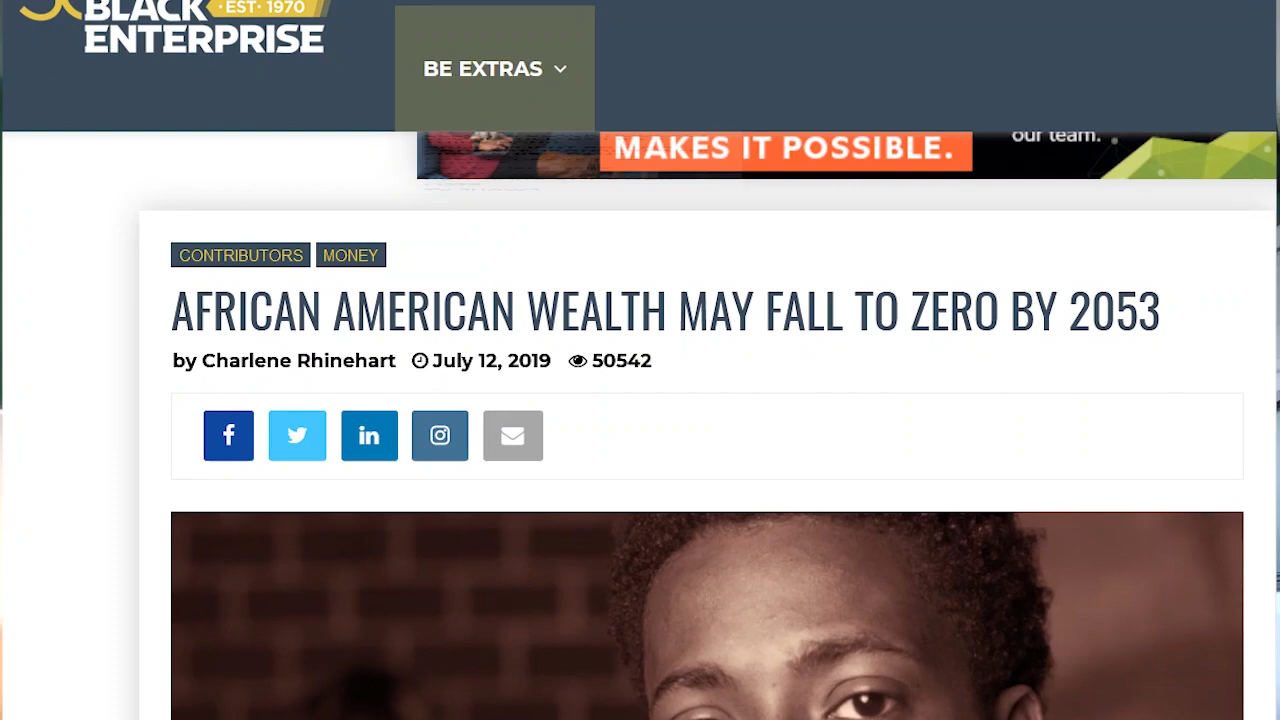 BLACK
·EST· 1970
ENTERPRISE
BE EXTRAS
MAKES IT POSSIBLE.
our team.
CONTRIBUTORS MONEY
AFRICAN AMERICAN WEALTH MAY FALL TO ZERO BY 2053
by Charlene Rhinehart July 12, 2019 50542
f in